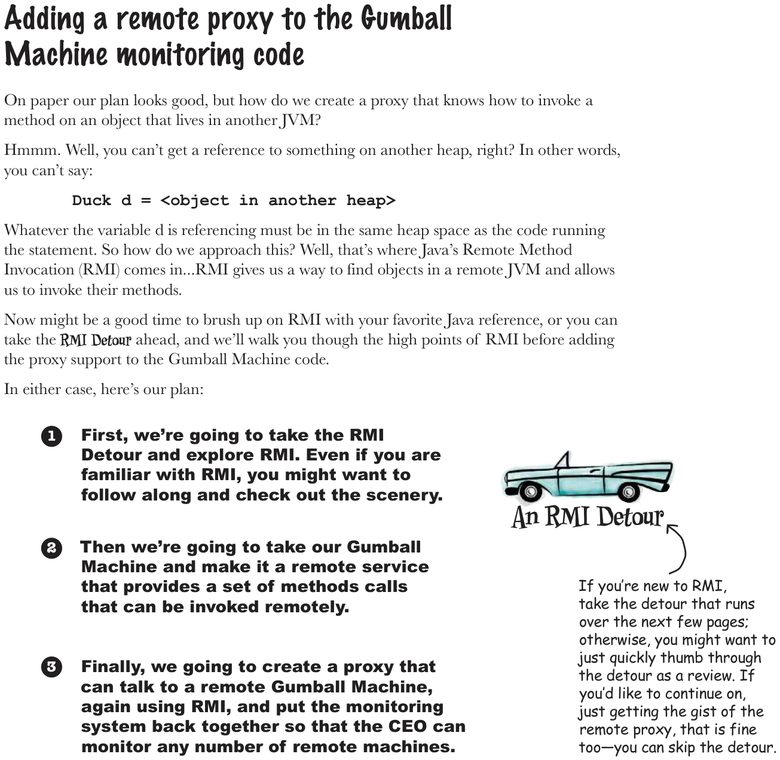 Adding a remote proxy to the Gumball
Machine monitoring code
On paper our plan looks good, but how do we create a proxy that knows how to invoke a
method on an object that lives in another JVM?
Hmmm. Well, you can't get a reference to something on another heap, right? In other words,
you can't say:
Duck d = <object in another heap>
Whatever the variable d is referencing must be in the same heap space as the code running
the statement. So how do we approach this? Well, that's where Java's Remote Method
Invocation (RMI) comes in...RMI gives us a way to find objects in a remote JVM and allows
us to invoke their methods.
Now might be a good time to brush up on RMI with your favorite Java reference, or you can
take the RMI Detour ahead, and we'll walk you though the high points of RMI before adding
the proxy support to the Gumball Machine code.
In either case, here's our plan:
1 First, we're going to take the RMI
Detour and explore RMI. Even if you are
familiar with RMI, you might want to
follow along and check out the scenery.
2 Then we're going to take our Gumball
Machine and make it a remote service
that provides a set of methods calls
that can be invoked remotely.
3 Finally, we going to create a proxy that
can talk to a remote Gumball Machine,
again using RMI, and put the monitoring
system back together so that the CEO can
monitor any number of remote machines.
An RMI Detour
If you're new to RMI,
take the detour that runs
over the next few pages;
otherwise, you might want to
just quickly thumb through
the detour as a review. If
you'd like to continue on,
just getting the gist of the
remote proxy, that is fine
too—you can skip the detour.